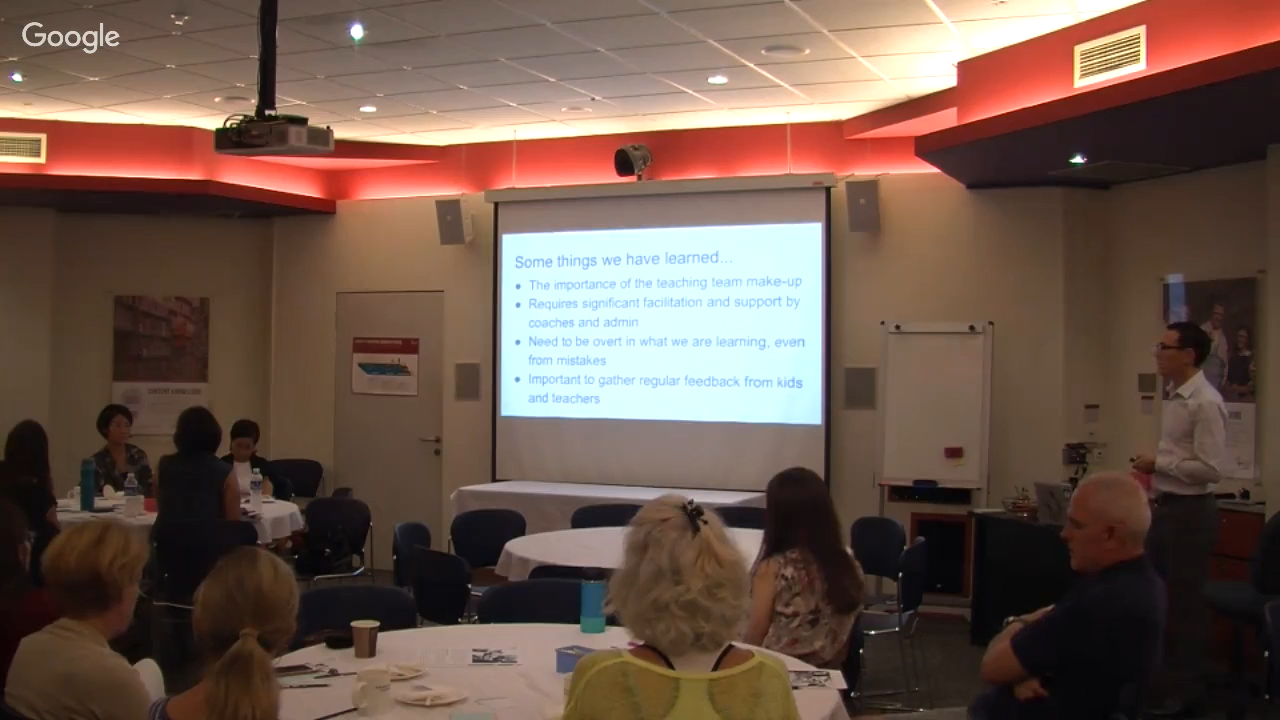 Google
Some things we have learned...
• The importance of the teaching team make-up
• Requires significant facilitation and support by
coaches and admin
• Need to be overt in what we are learning, even
from mistakes
• Important to gather regular feedback from kids
and teachers